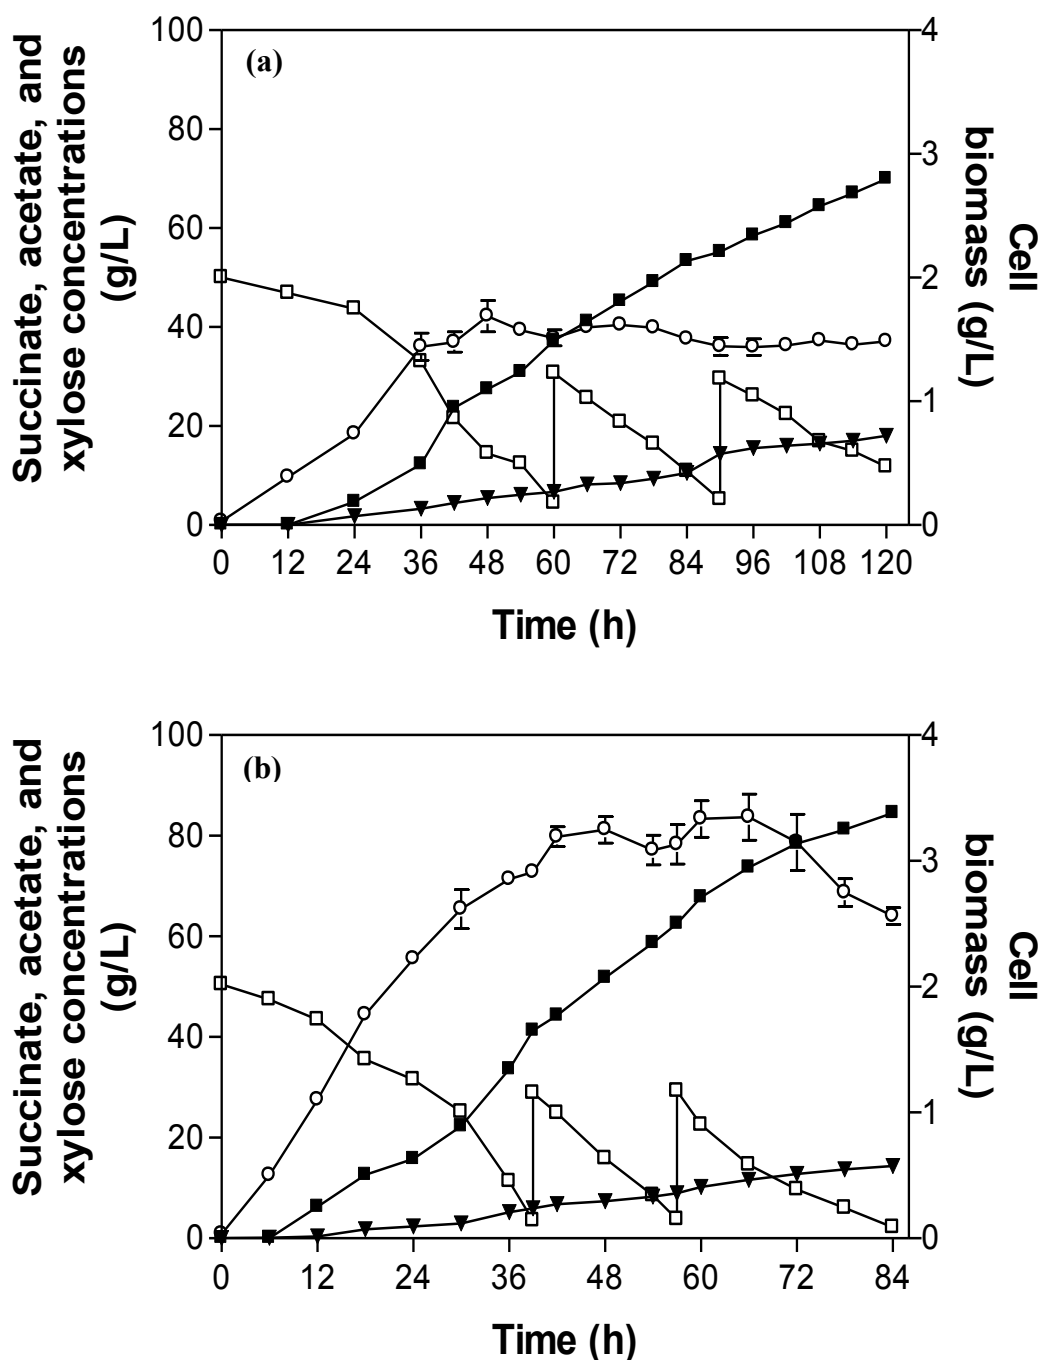 (a)
Succinate, acetate, and
xylose concentrations
(g/L)
100
80
60
40
20
0
4
3
2
1
0
Cell
biomass (g/L)
0 12 24 36 48 60 72 84 96 108 120
Time (h)
(b)
Succinate, acetate, and
xylose concentrations
(g/L)
100
80
60
40
20
0
4
3
2
1
0
Cell
biomass (g/L)
0 12 24 36 48 60 72 84
Time (h)